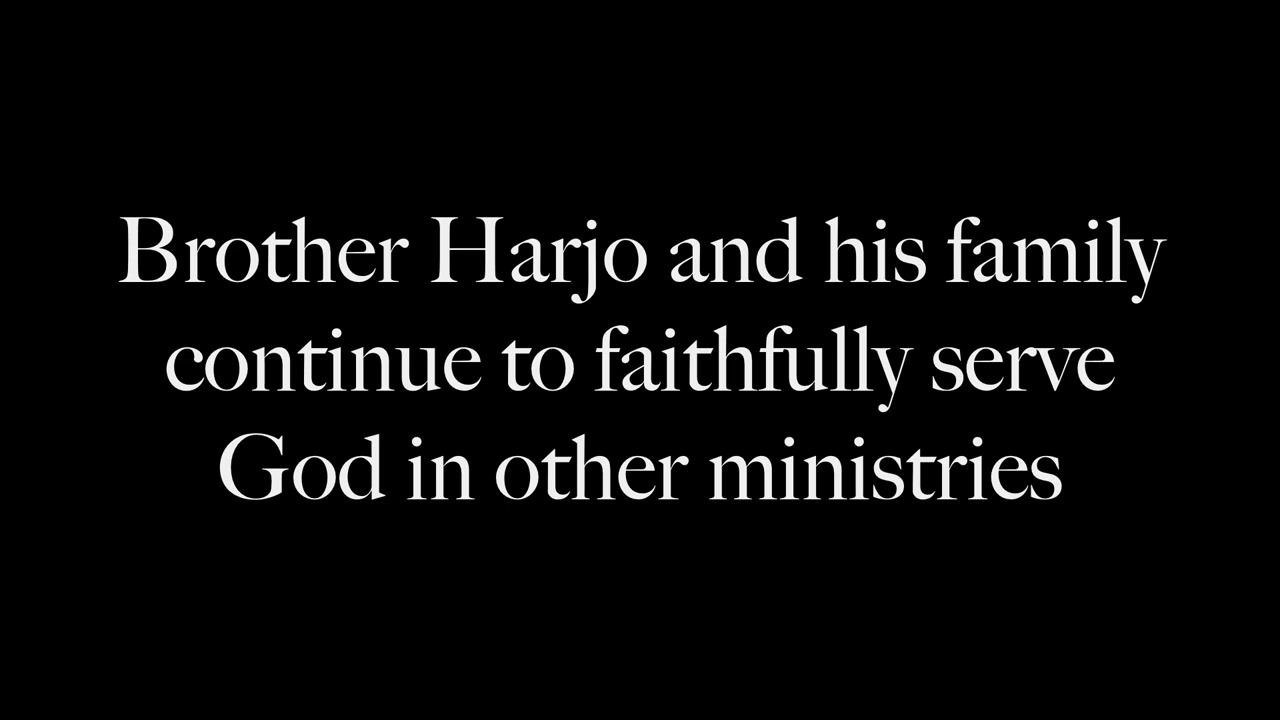 Brother Harjo and his family
continue to faithfully serve
God in other ministries